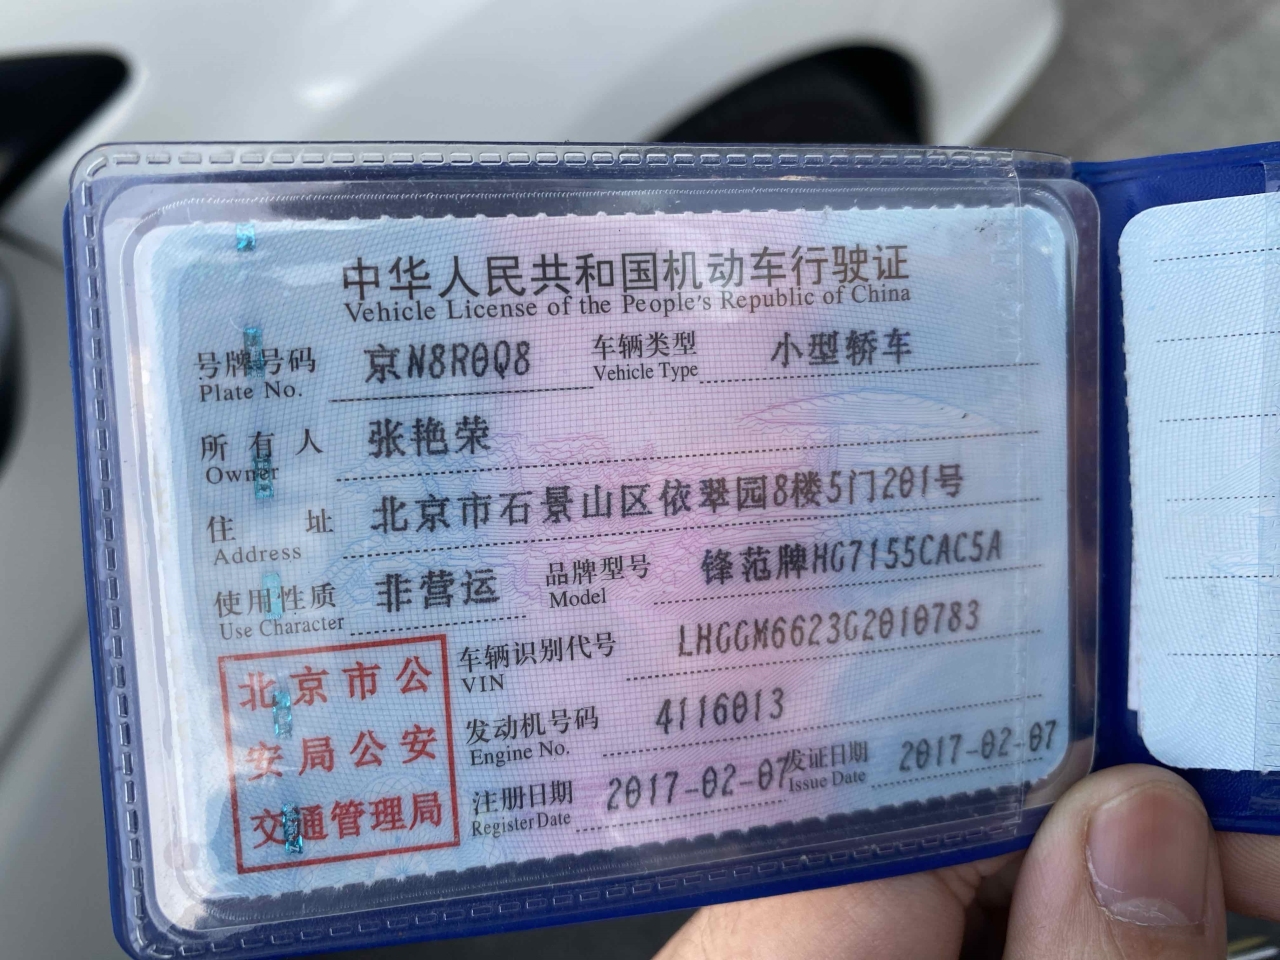 中华人民共和国机动车行驶证
Vehicle License of the People's Republic of China
号牌号码 京N8R0Q8 车辆类型 小型轿车
Plate No. Vehicle Type
所有人 张艳荣
Owner
住址 北京市石景山区依翠园8楼5门201号
Address
使用性质 非营运 品牌型号 锋范牌HG7155CAC5A
Use Character Model
车辆识别代号 LHGGM6623G2010783
VIN
发动机号码 4116013
Engine No.
注册日期 2017-02-07 发证日期 2017-02-07
Register Date Issue Date
北京市公
安局公安
交通管理局